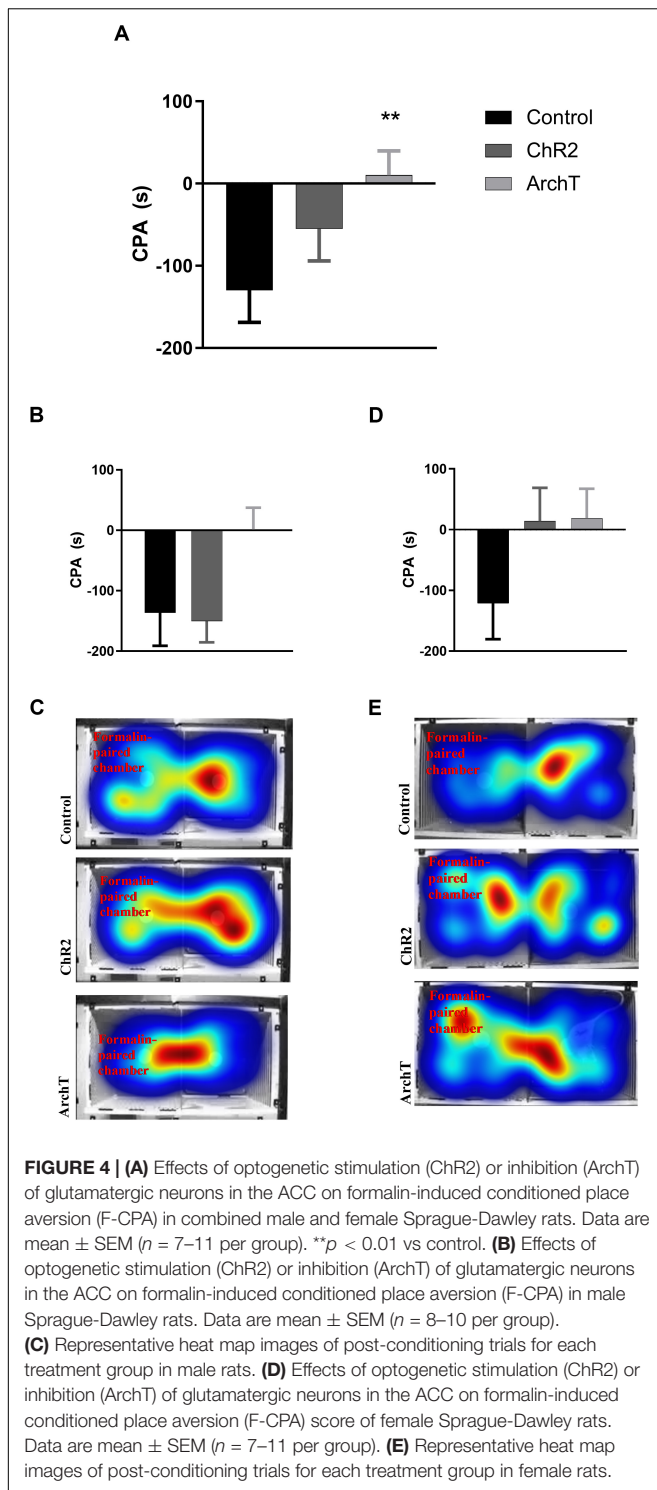 A
100
0
-100
-200
CPA (s)
**
Control
ChR2
ArchT
B
100
0
-100
-200
CPA (s)
D
100
0
-100
-200
CPA (s)
C
Formalin-
paired
chamber
Control
Formalin-
paired
chamber
ChR2
Formalin-
paired
chamber
ArchT
E
Formalin-
paired
chamber
Control
Formalin-
paired
chamber
ChR2
Formalin-
paired
chamber
ArchT
FIGURE 4 | (A) Effects of optogenetic stimulation (ChR2) or inhibition (ArchT)
of glutamatergic neurons in the ACC on formalin-induced conditioned place
aversion (F-CPA) in combined male and female Sprague-Dawley rats. Data are
mean ± SEM (n = 7–11 per group). **p < 0.01 vs control. (B) Effects of
optogenetic stimulation (ChR2) or inhibition (ArchT) of glutamatergic neurons
in the ACC on formalin-induced conditioned place aversion (F-CPA) in male
Sprague-Dawley rats. Data are mean ± SEM (n = 8–10 per group).
(C) Representative heat map images of post-conditioning trials for each
treatment group in male rats. (D) Effects of optogenetic stimulation (ChR2) or
inhibition (ArchT) of glutamatergic neurons in the ACC on formalin-induced
conditioned place aversion (F-CPA) score of female Sprague-Dawley rats.
Data are mean ± SEM (n = 7–11 per group). (E) Representative heat map
images of post-conditioning trials for each treatment group in female rats.